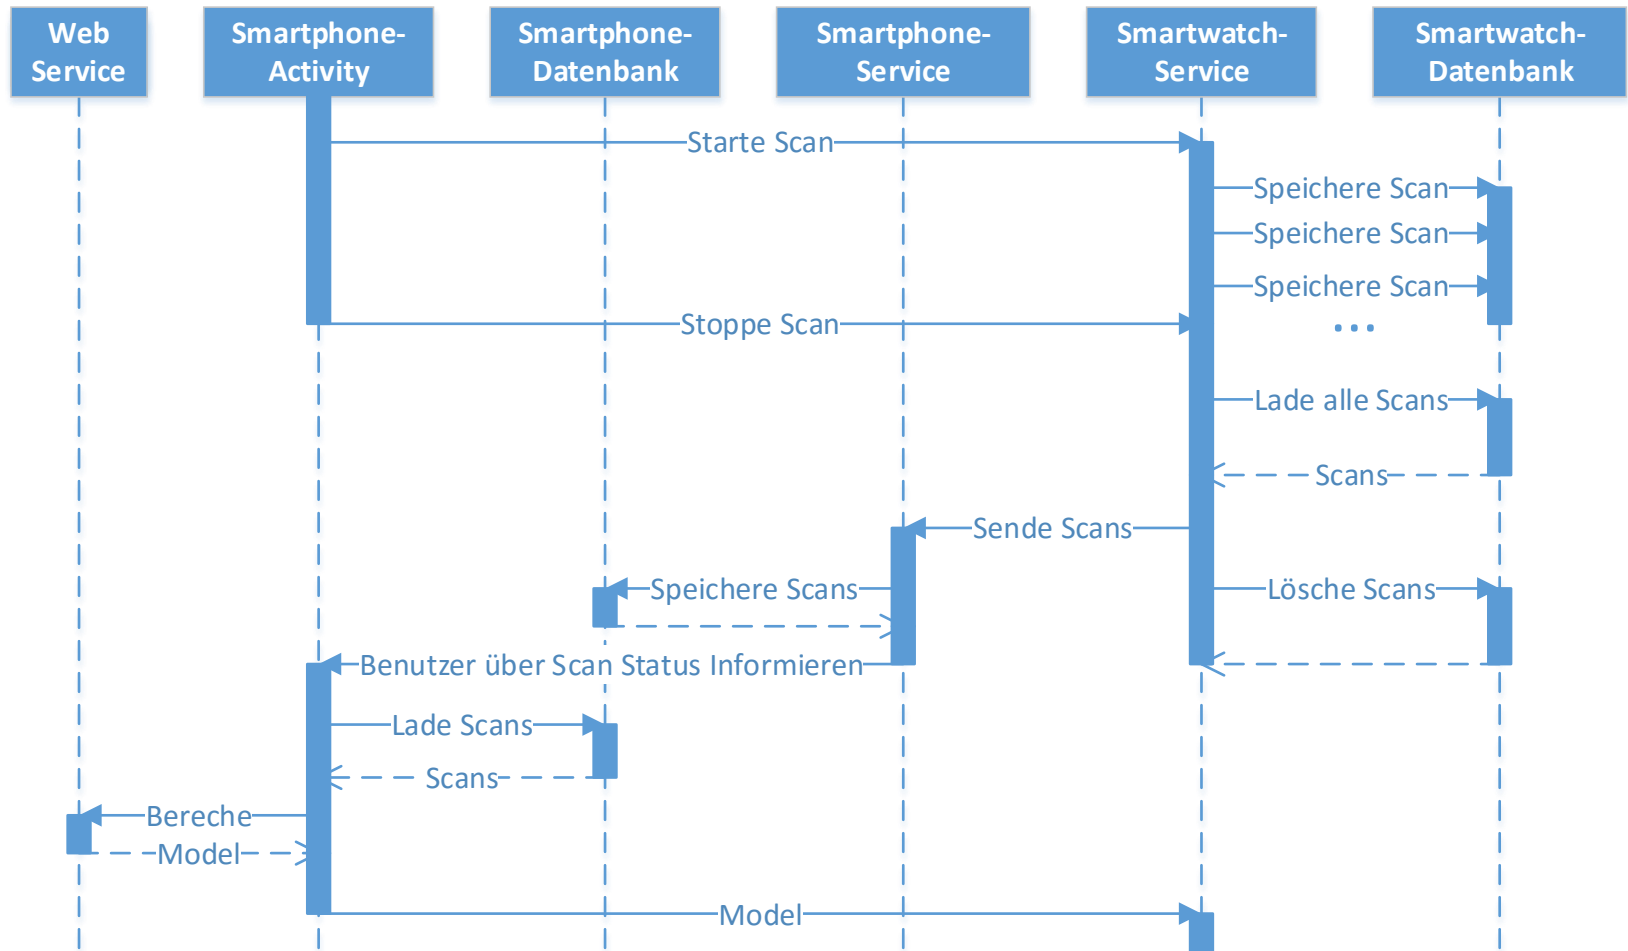 Web
Service
Smartphone-
Activity
Smartphone-
Datenbank
Smartphone-
Service
Smartwatch-
Service
Smartwatch-
Datenbank
Starte Scan
Speichere Scan
Speichere Scan
Speichere Scan
Stoppe Scan
...
Lade alle Scans
Scans
Sende Scans
Speichere Scans
Lösche Scans
Benutzer über Scan Status Informieren
Lade Scans
Scans
Bereche
Model
Model